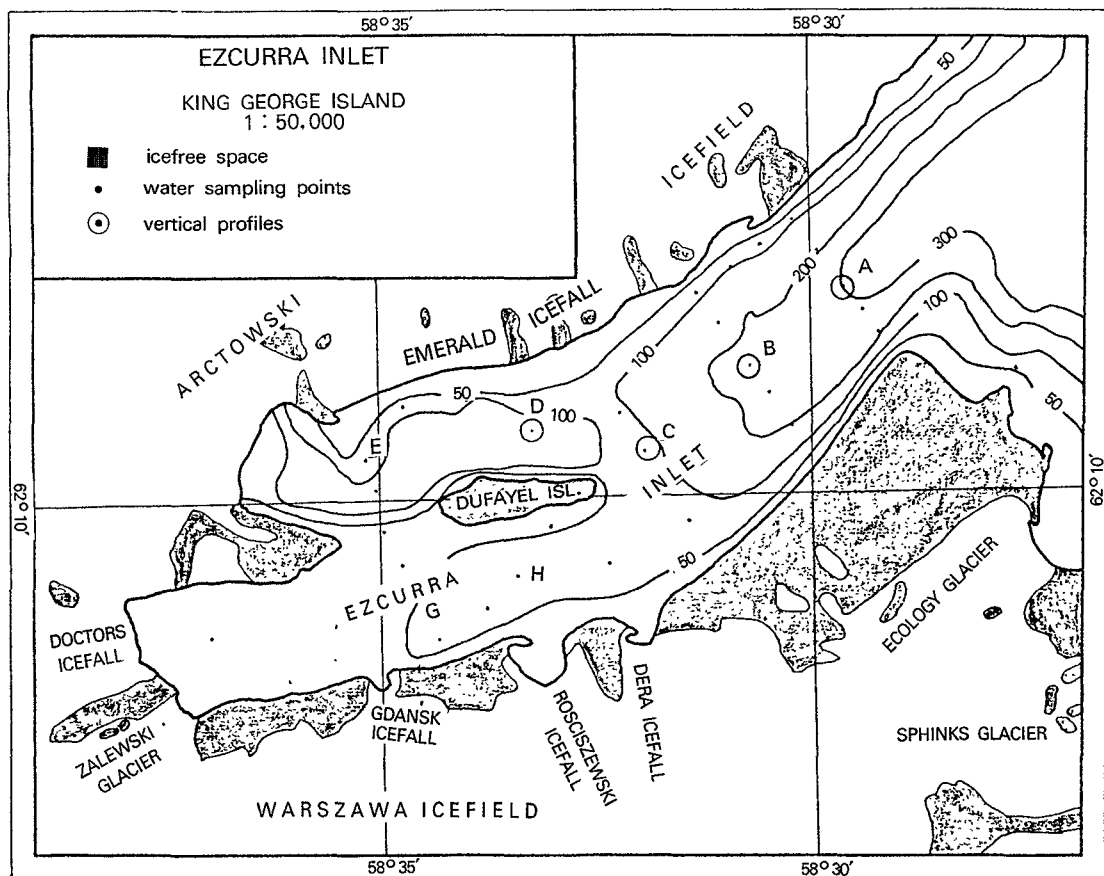 58° 35′
58° 30′
EZCURRA INLET
KING GEORGE ISLAND
1 : 50.000
icefree space
water sampling points
vertical profiles
50
ICEFIELD
300
200
A
100
ARCTOWSKI
EMERALD ICEFALL
100
B
50
50
D
100
C
E
INLET
62° 10′
62° 10′
DUFAYEL ISL.
50
EZCURRA
H
G
DOCTORS
ICEFALL
ECOLOGY GLACIER
ZALEWSKI
GLACIER
GDANSK
ICEFALL
ROSCISZEWSKI
ICEFALL
DERA ICEFALL
SPHINKS GLACIER
WARSZAWA ICEFIELD
58° 35′
58° 30′